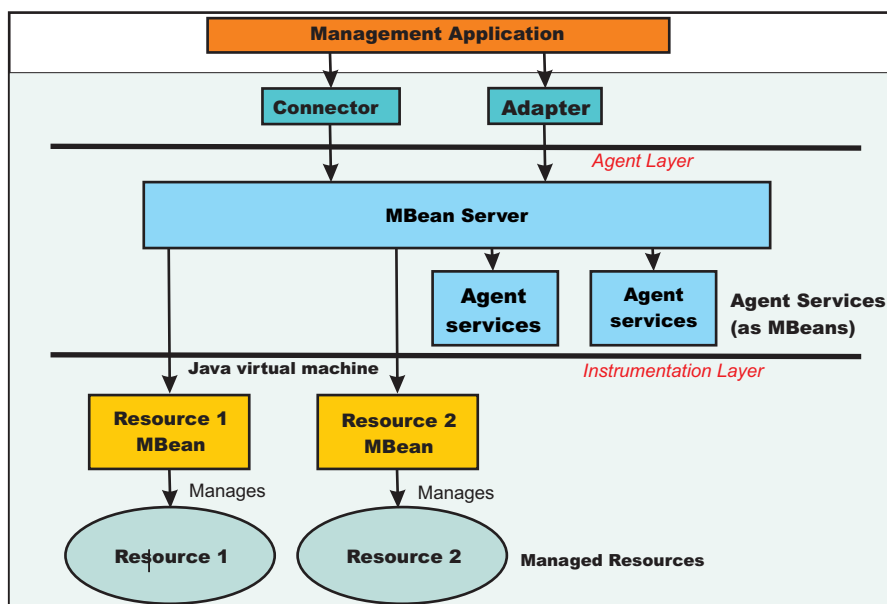 Management Application
Connector
Adapter
Agent Layer
MBean Server
Agent
services
Agent
services
Agent Services
(as MBeans)
Java virtual machine
Instrumentation Layer
Resource 1
MBean
Resource 2
MBean
Manages
Manages
Resource 1
Resource 2
Managed Resources